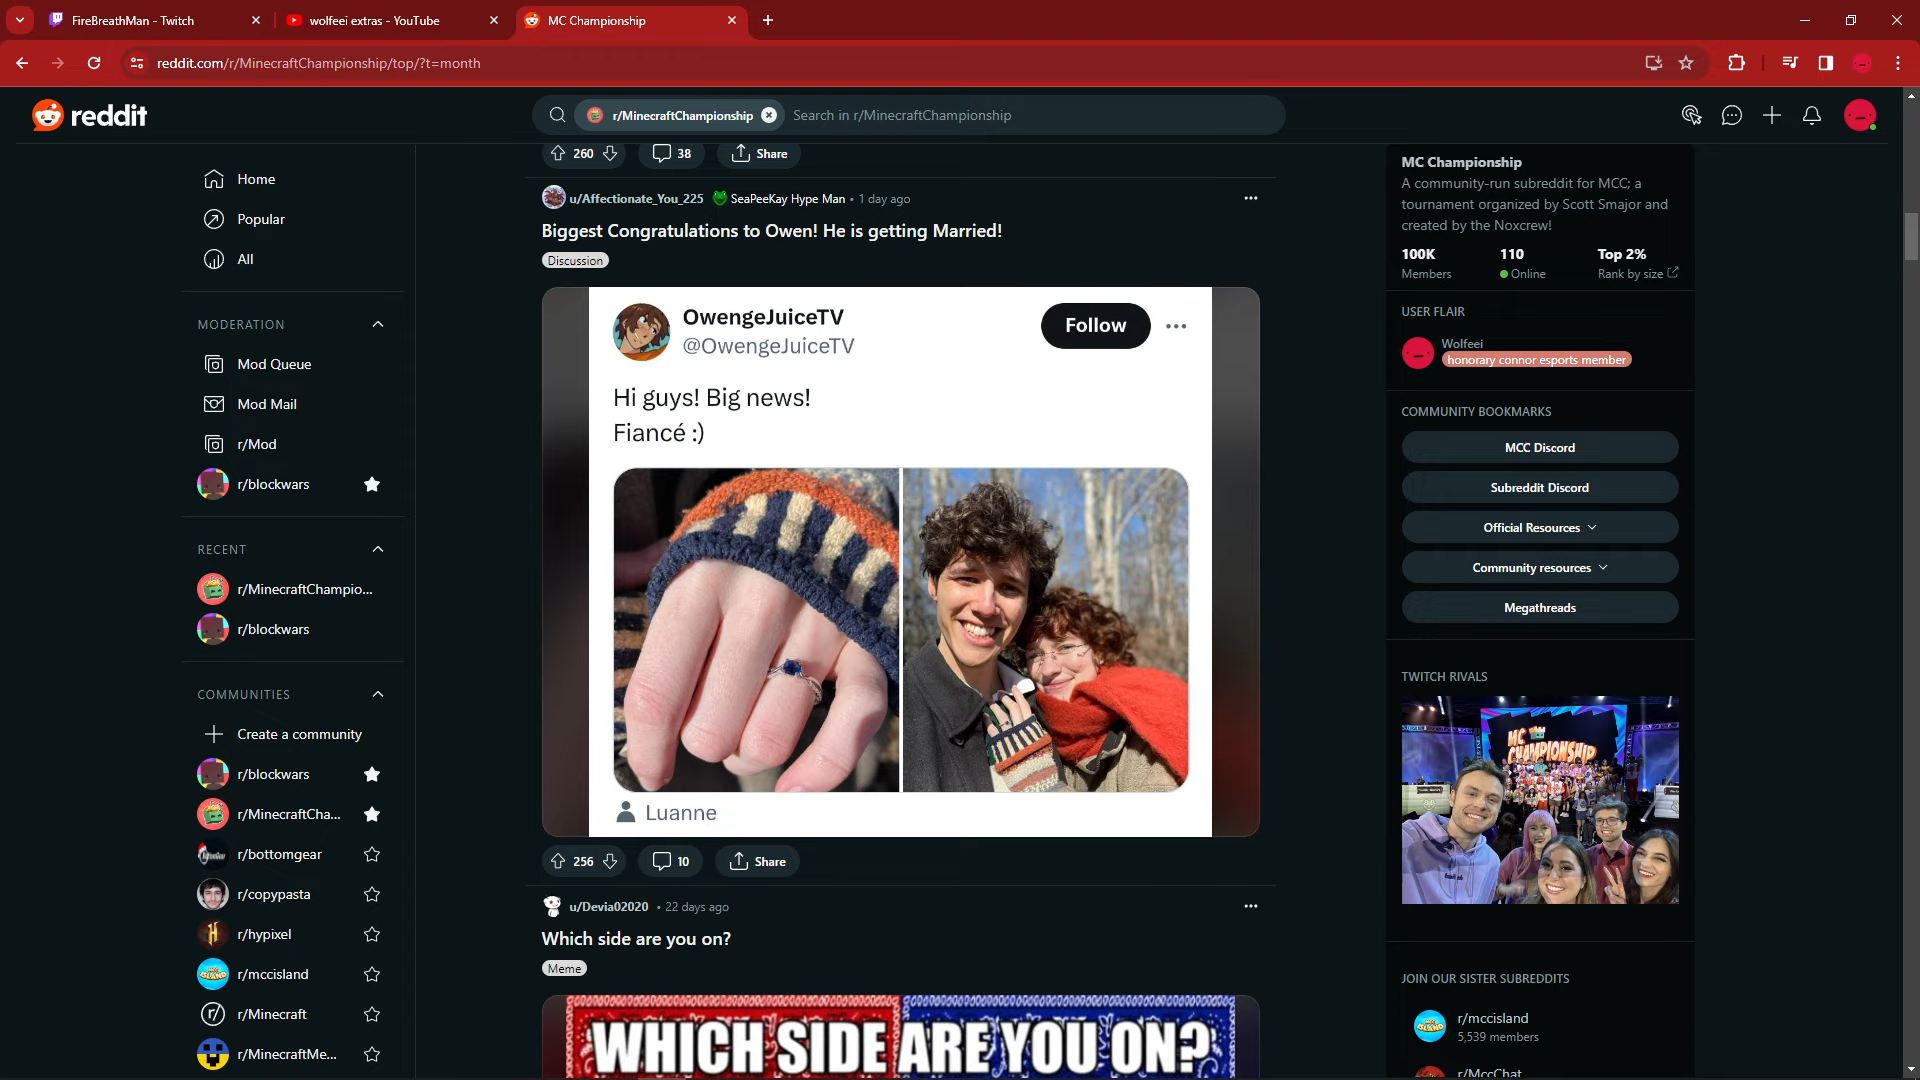 FireBreathMan - Twitch
wolfeei extras - YouTube
MC Championship
reddit.com/r/MinecraftChampionship/top/?t=month
reddit
r/MinecraftChampionship
Search in r/MinecraftChampionship
Home
Popular
All
MODERATION
Mod Queue
Mod Mail
r/Mod
r/blockwars
RECENT
r/MinecraftChampio...
r/blockwars
COMMUNITIES
Create a community
r/blockwars
r/MinecraftCha...
r/bottomgear
r/copypasta
r/hypixel
r/mccisland
r/Minecraft
r/MinecraftMe...
260
38
Share
u/Affectionate_You_225 SeaPeeKay Hype Man • 1 day ago
Biggest Congratulations to Owen! He is getting Married!
Discussion
OwengeJuiceTV
@OwengeJuiceTV
Follow
Hi guys! Big news!
Fiancé :)
Luanne
256
10
Share
u/Devia02020 • 22 days ago
Which side are you on?
Meme
WHICH SIDE ARE YOU ON?
MC Championship
A community-run subreddit for MCC; a
tournament organized by Scott Smajor and
created by the Noxcrew!
100K
110
Top 2%
Members
Online
Rank by size
USER FLAIR
Wolfeei
honorary connor esports member
COMMUNITY BOOKMARKS
MCC Discord
Subreddit Discord
Official Resources
Community resources
Megathreads
TWITCH RIVALS
MC
CHAMPIONSHIP
JOIN OUR SISTER SUBREDDITS
r/mccisland
5,539 members
r/MccChat